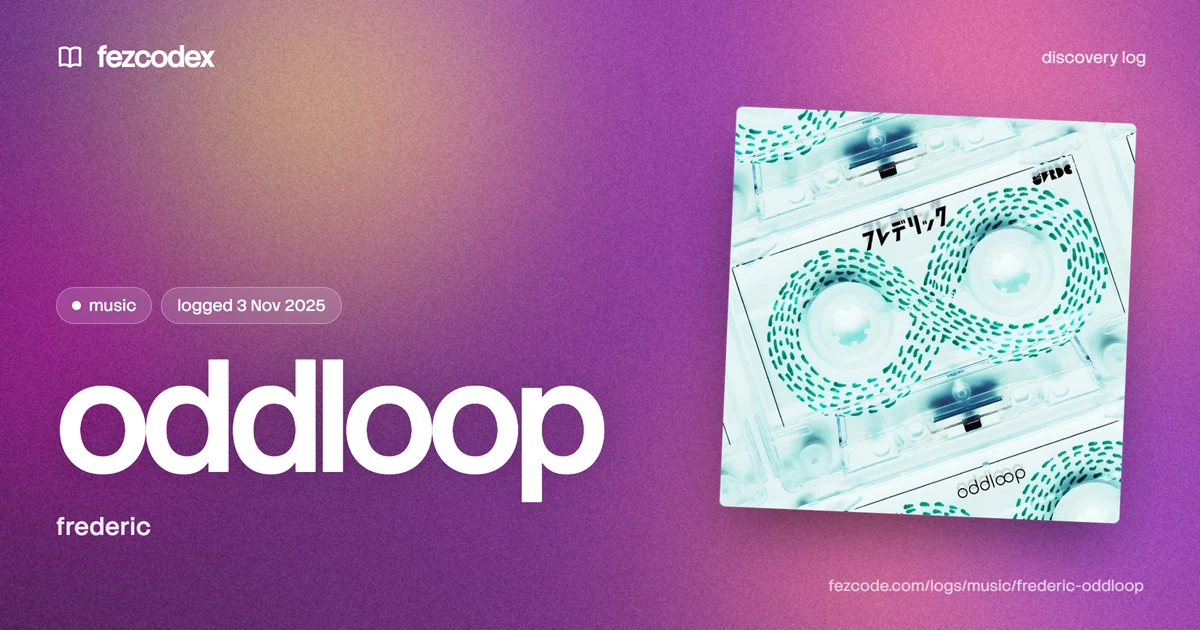 fezcodex
discovery log
music
logged 3 Nov 2025
oddloop
frederic
フレデリック
oddloop
fezcode.com/logs/music/frederic-oddloop